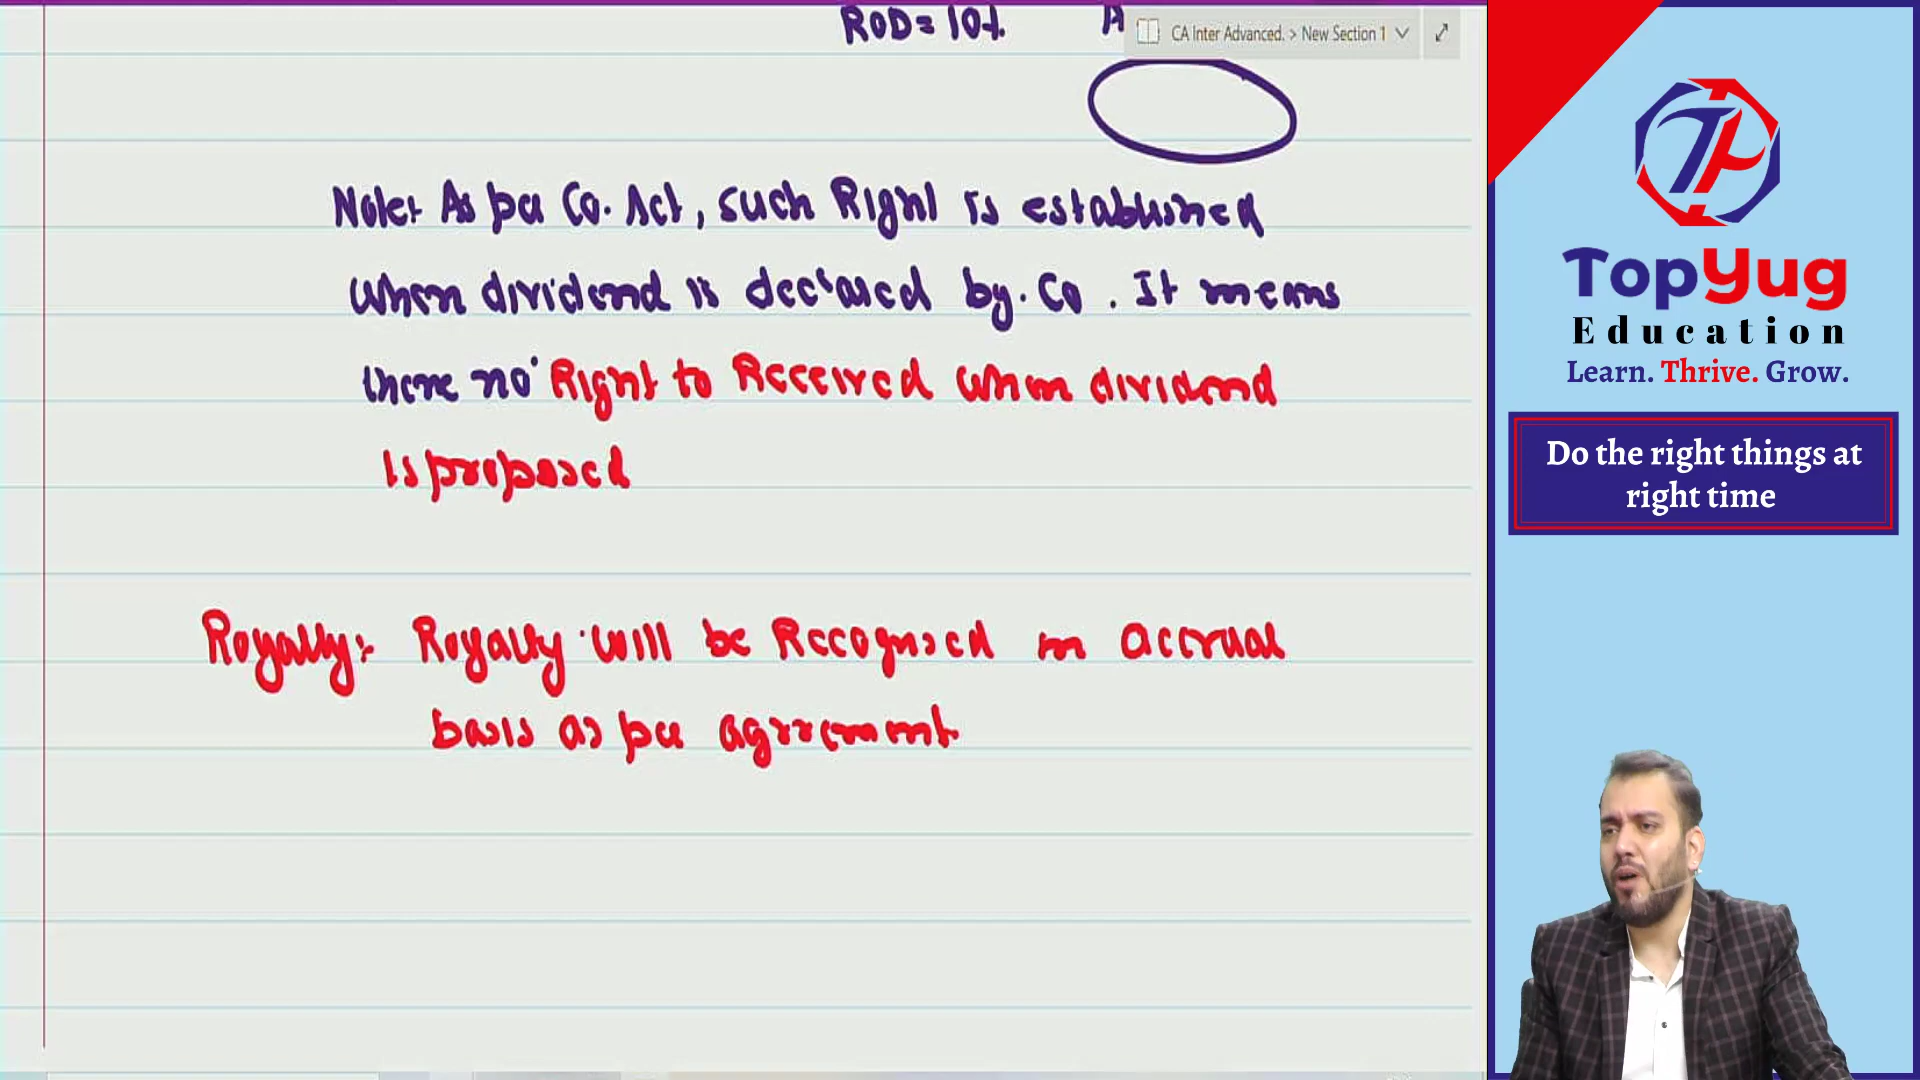 ROD = 10%
CA Inter Advanced. > New Section 1
Note: As per Co. Act, such Right is established
when dividend is declared by Co. It means
there no Right to Received when dividend
is proposed
Royalty: Royalty will be Recognised on accrual
basis as per agreement
TopYug
Education
Learn. Thrive. Grow.
Do the right things at
right time